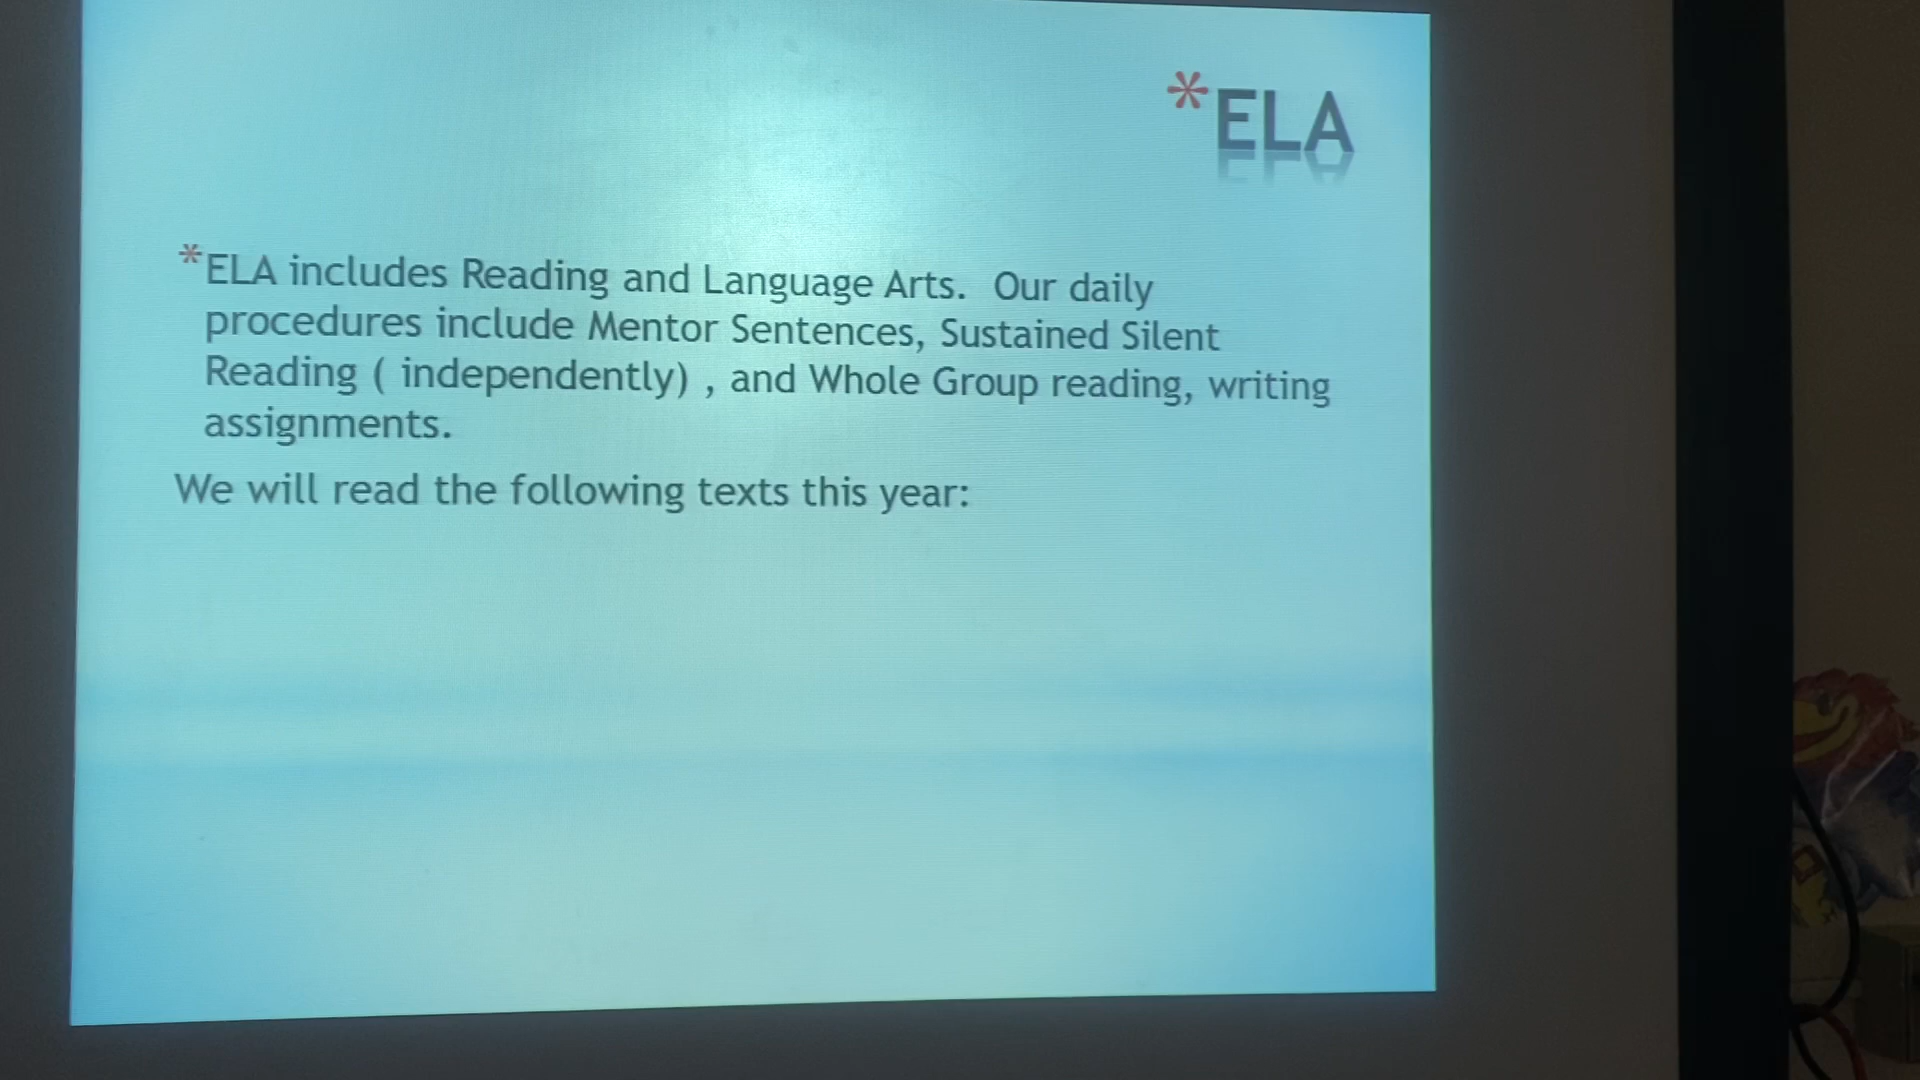 *ELA
*ELA includes Reading and Language Arts. Our daily
procedures include Mentor Sentences, Sustained Silent
Reading ( independently) , and Whole Group reading, writing
assignments.
We will read the following texts this year: